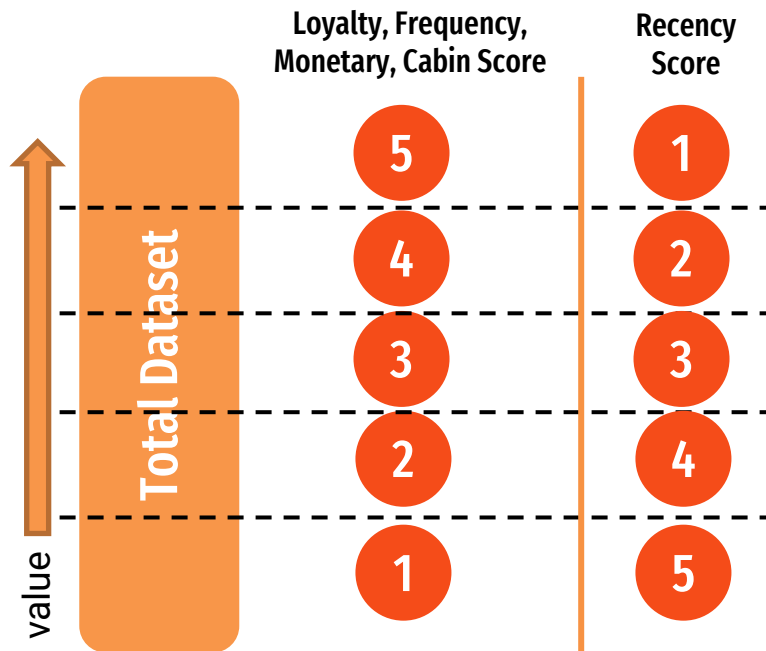 Loyalty, Frequency,
Monetary, Cabin Score
Recency
Score
5
1
4
2
3
3
2
4
1
5
Total Dataset
value